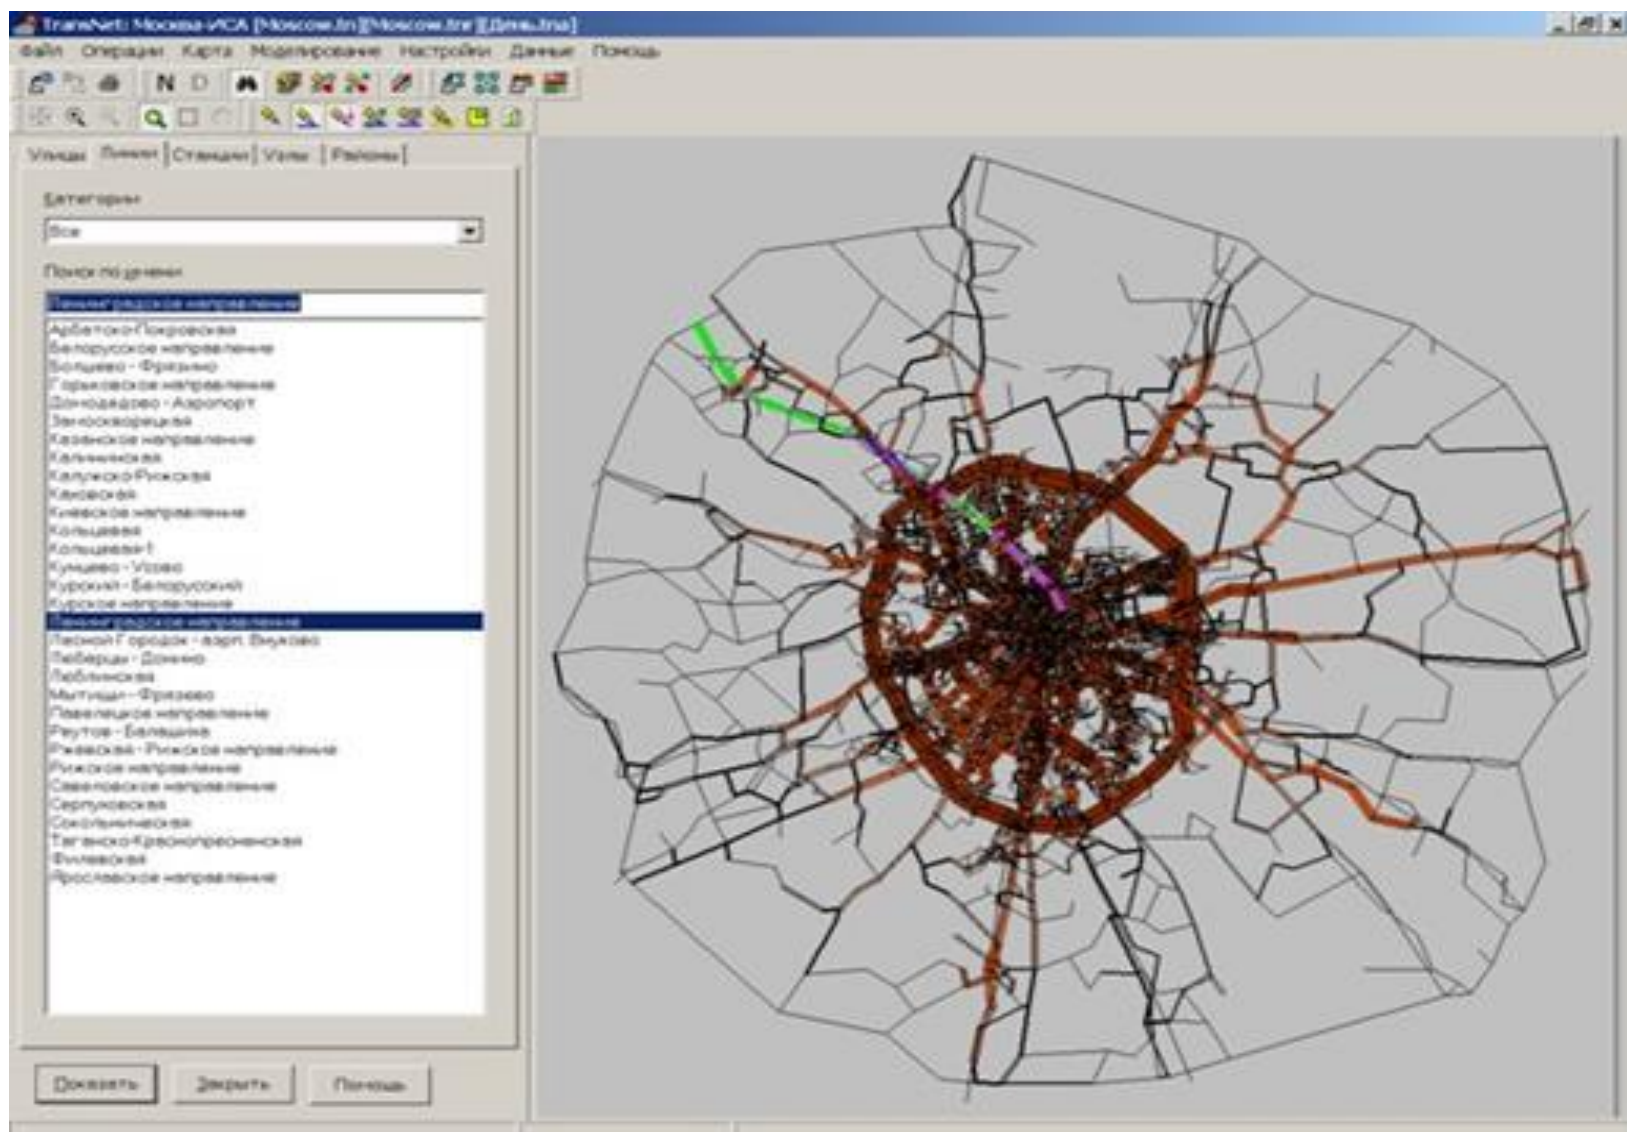 TransNet: Москва-ИСА [Moscow.tn][Moscow.tnr][День.tna]
Файл Операции Карта Моделирование Настройки Данные Помощь
N D
Улицы Линии Станции Узлы Районы
Категории
Все
Поиск по имени
Ленинградское направление
Арбатско-Покровская
Белорусское направление
Болшево - Фрязино
Горьковское направление
Домодедово - Аэропорт
Замоскворецкая
Казанское направление
Калининская
Калужско-Рижская
Каховская
Киевское направление
Кольцевая
Кольцевая-1
Кунцево - Усово
Курский - Белорусский
Курское направление
Ленинградское направление
Лесной Городок - аэрп. Внуково
Люберцы - Донино
Люблинская
Мытищи - Фрязево
Павелецкое направление
Реутов - Балашиха
Ржевская - Рижское направление
Рижское направление
Савеловское направление
Серпуховская
Сокольническая
Таганско-Краснопресненская
Филевская
Ярославское направление
Показать Закрыть Помощь